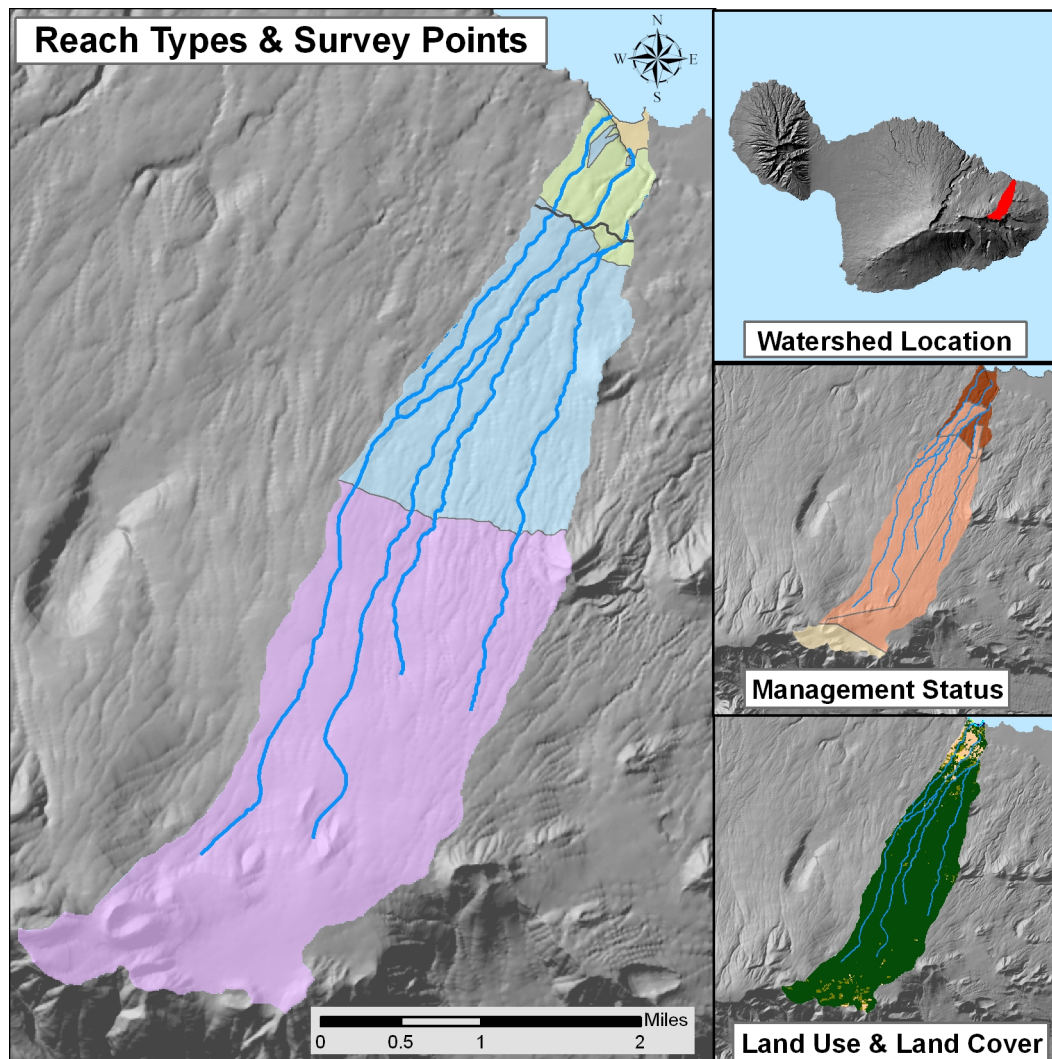 Reach Types & Survey Points
N
W E
S
Watershed Location
Management Status
Land Use & Land Cover
Miles
0 0.5 1 2